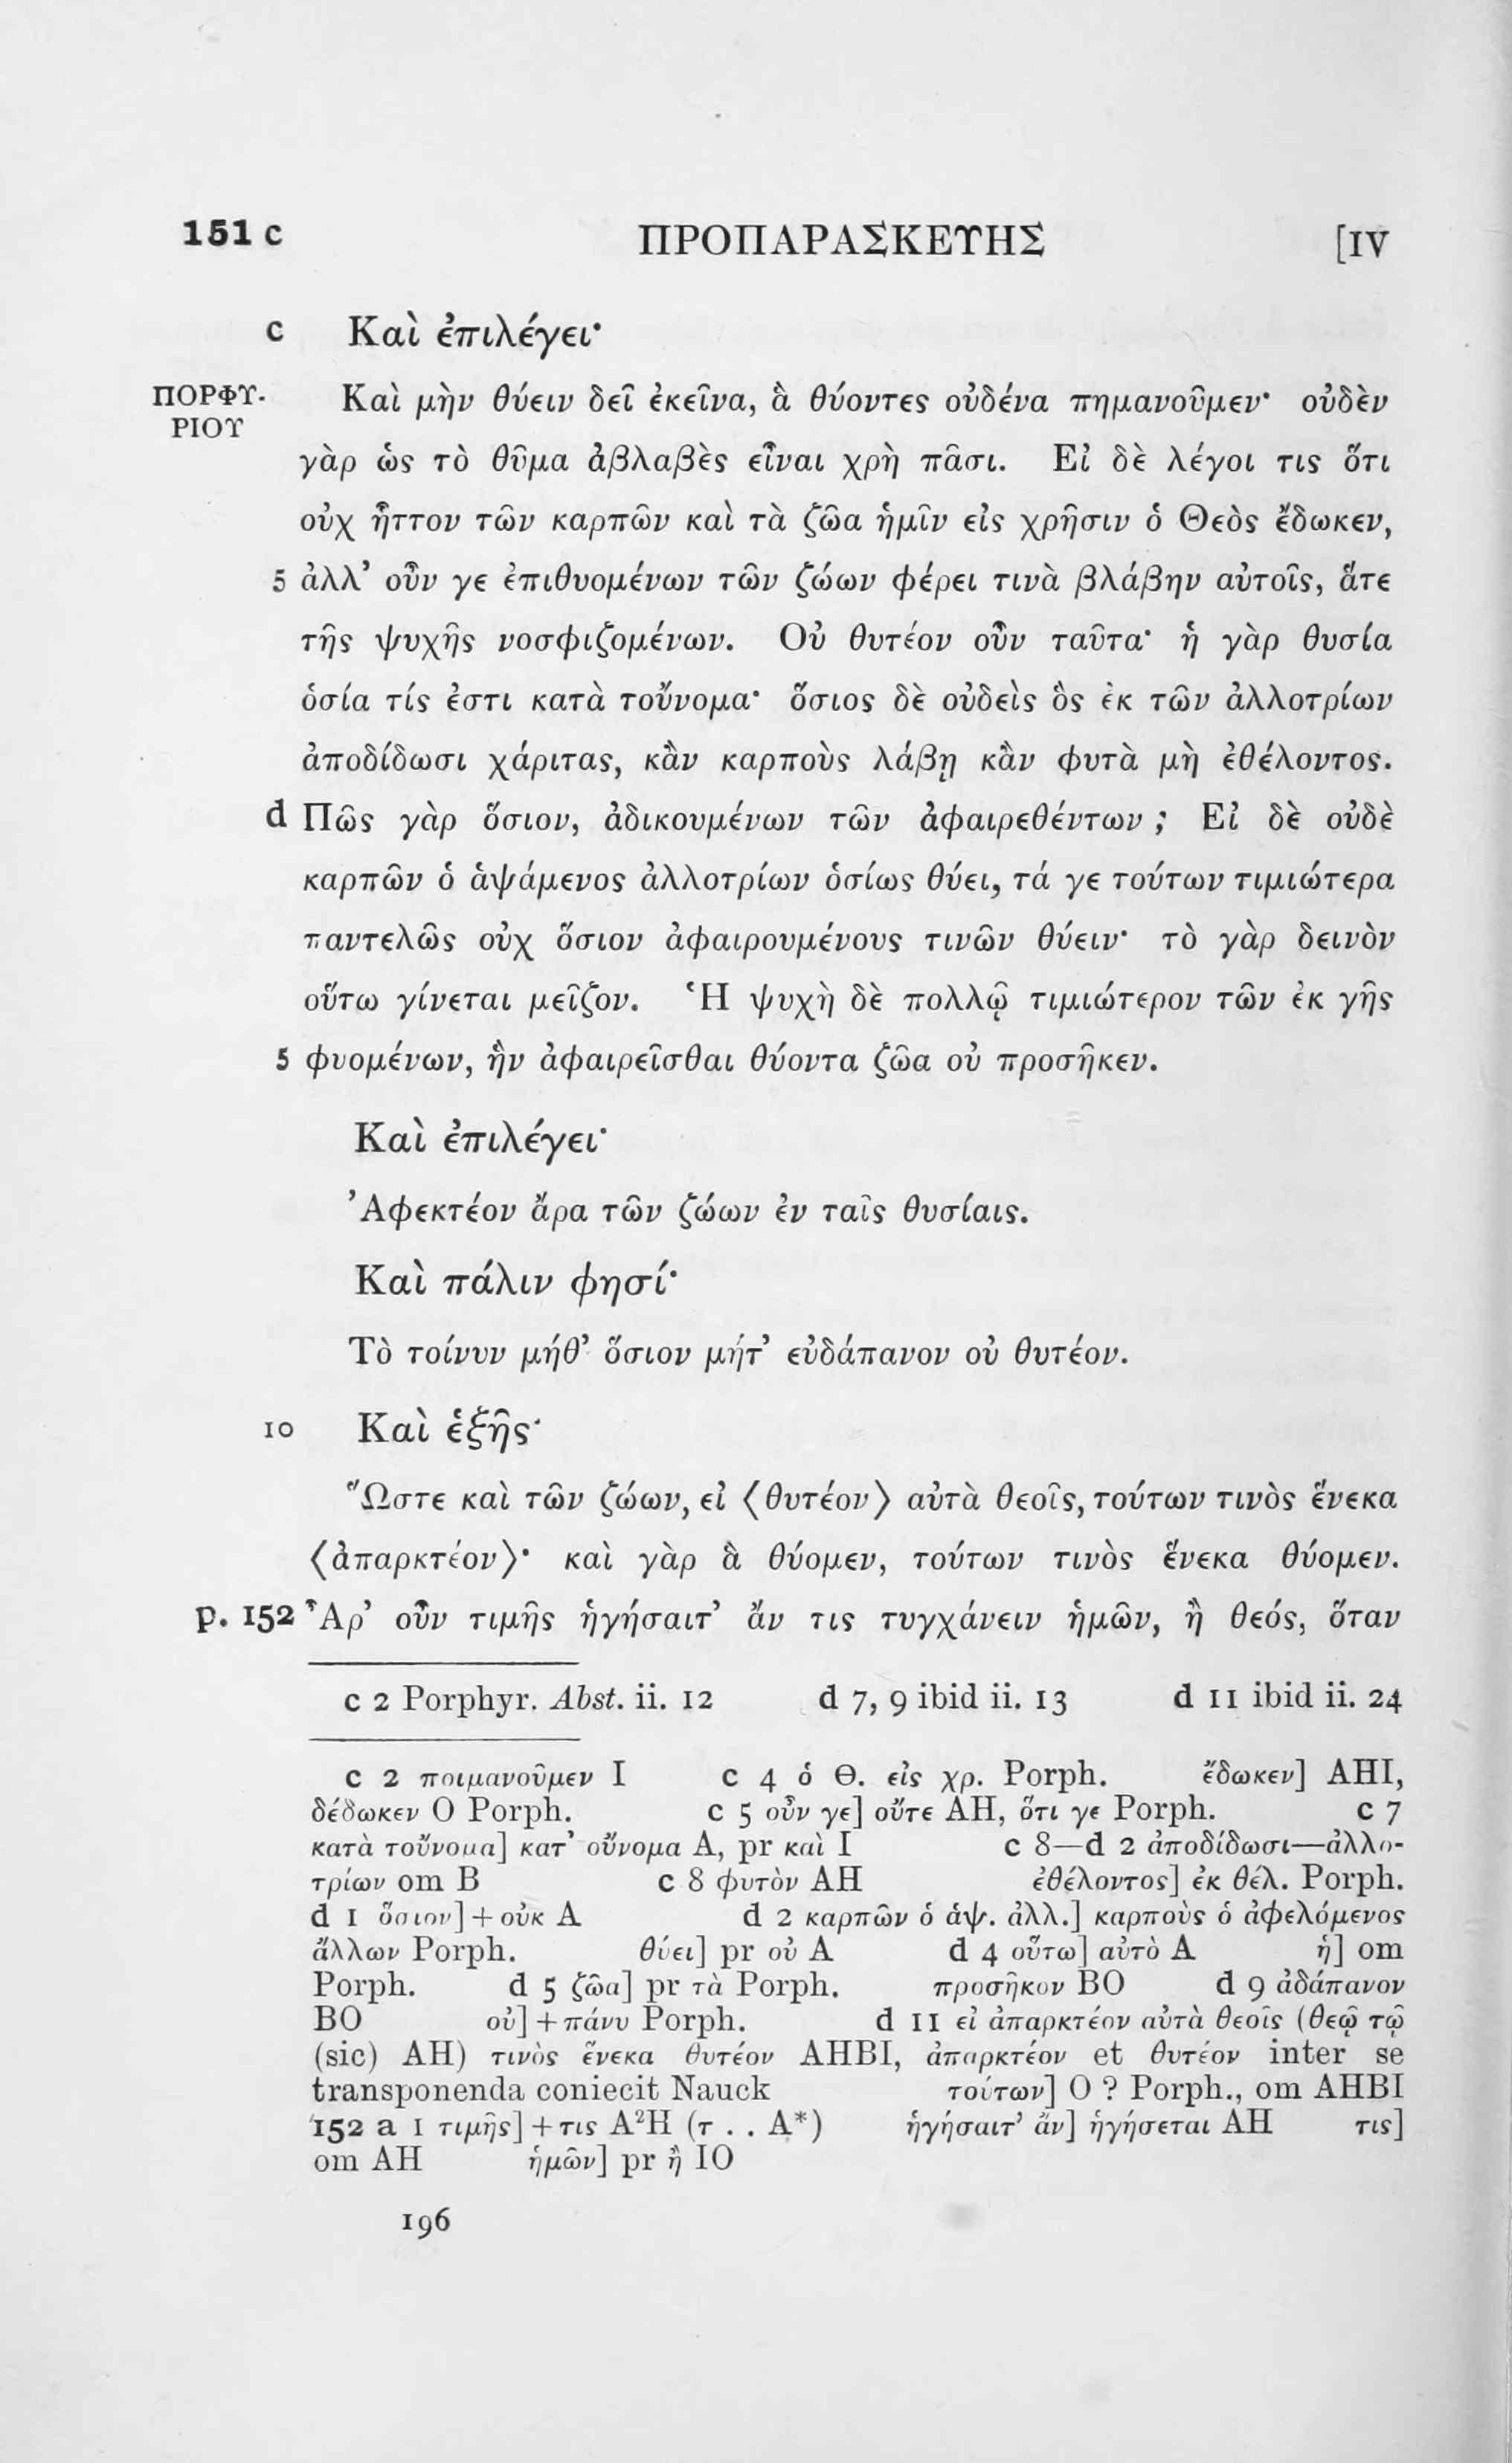 151 c ΠΡΟΠΑΡΑΣΚΕΥΗΣ [IV
c Καὶ ἐπιλέγει·
ΠΟΡΦΥ- Καὶ μὴν θύειν δεῖ ἐκεῖνα, ἃ θύοντες οὐδένα πημανοῦμεν· οὐδὲν
ΡΙΟΥ
γὰρ ὡς τὸ θῦμα ἀβλαβὲς εἶναι χρὴ πᾶσι. Εἰ δὲ λέγοι τις ὅτι
οὐχ ἧττον τῶν καρπῶν καὶ τὰ ζῶα ἡμῖν εἰς χρῆσιν ὁ Θεὸς ἔδωκεν,
5 ἀλλ’ οὖν γε ἐπιθυομένων τῶν ζώων φέρει τινὰ βλάβην αὐτοῖς, ἅτε
τῆς ψυχῆς νοσφιζομένων. Οὐ θυτέον οὖν ταῦτα· ἡ γὰρ θυσία
ὁσία τίς ἐστι κατὰ τοὔνομα· ὅσιος δὲ οὐδεὶς ὃς ἐκ τῶν ἀλλοτρίων
ἀποδίδωσι χάριτας, κἂν καρποὺς λάβῃ κἂν φυτὰ μὴ ἐθέλοντος.
d Πῶς γὰρ ὅσιον, ἀδικουμένων τῶν ἀφαιρεθέντων ; Εἰ δὲ οὐδὲ
καρπῶν ὁ ἁψάμενος ἀλλοτρίων ὁσίως θύει, τά γε τούτων τιμιώτερα
παντελῶς οὐχ ὅσιον ἀφαιρουμένους τινῶν θύειν· τὸ γὰρ δεινὸν
οὕτω γίνεται μεῖζον. Ἡ ψυχὴ δὲ πολλῷ τιμιώτερον τῶν ἐκ γῆς
5 φυομένων, ἣν ἀφαιρεῖσθαι θύοντα ζῶα οὐ προσῆκεν.
Καὶ ἐπιλέγει·
Ἀφεκτέον ἄρα τῶν ζώων ἐν ταῖς θυσίαις.
Καὶ πάλιν φησί·
Τὸ τοίνυν μήθ’ ὅσιον μήτ’ εὐδάπανον οὐ θυτέον.
10 Καὶ ἑξῆς·
Ὥστε καὶ τῶν ζώων, εἰ ⟨θυτέον⟩ αὐτὰ θεοῖς, τούτων τινὸς ἕνεκα
⟨ἀπαρκτέον⟩· καὶ γὰρ ἃ θύομεν, τούτων τινὸς ἕνεκα θύομεν.
p. 152 Ἆρ’ οὖν τιμῆς ἡγήσαιτ’ ἄν τις τυγχάνειν ἡμῶν, ἢ θεός, ὅταν
c 2 Porphyr. Abst. ii. 12 d 7, 9 ibid ii. 13 d 11 ibid ii. 24
c 2 ποιμανοῦμεν I c 4 ὁ Θ. εἰς χρ. Porph. ἔδωκεν] AHI,
δέδωκεν O Porph. c 5 οὖν γε] οὔτε AH, ὅτι γε Porph. c 7
κατὰ τοὔνομα] κατ’ οὔνομα A, pr καὶ I c 8—d 2 ἀποδίδωσι—ἀλλο-
τρίων om B c 8 φυτὸν AH ἐθέλοντος] ἐκ θέλ. Porph.
d 1 ὅσιον] + οὐκ A d 2 καρπῶν ὁ ἁψ. ἀλλ.] καρποὺς ὁ ἀφελόμενος
ἄλλων Porph. θύει] pr οὐ A d 4 οὕτω] αὐτὸ A ἡ] om
Porph. d 5 ζῶα] pr τὰ Porph. προσῆκον BO d 9 ἀδάπανον
BO οὐ] + πάνυ Porph. d 11 εἰ ἀπαρκτέον αὐτὰ θεοῖς (θεῷ τῷ
(sic) AH) τινὸς ἕνεκα θυτέον AHBI, ἀπαρκτέον et θυτέον inter se
transponenda coniecit Nauck τούτων] O ? Porph., om AHBI
152 a 1 τιμῆς] + τις A²H (τ . . A*) ἡγήσαιτ’ ἄν] ἡγήσεται AH τις]
om AH ἡμῶν] pr ἢ IO
196